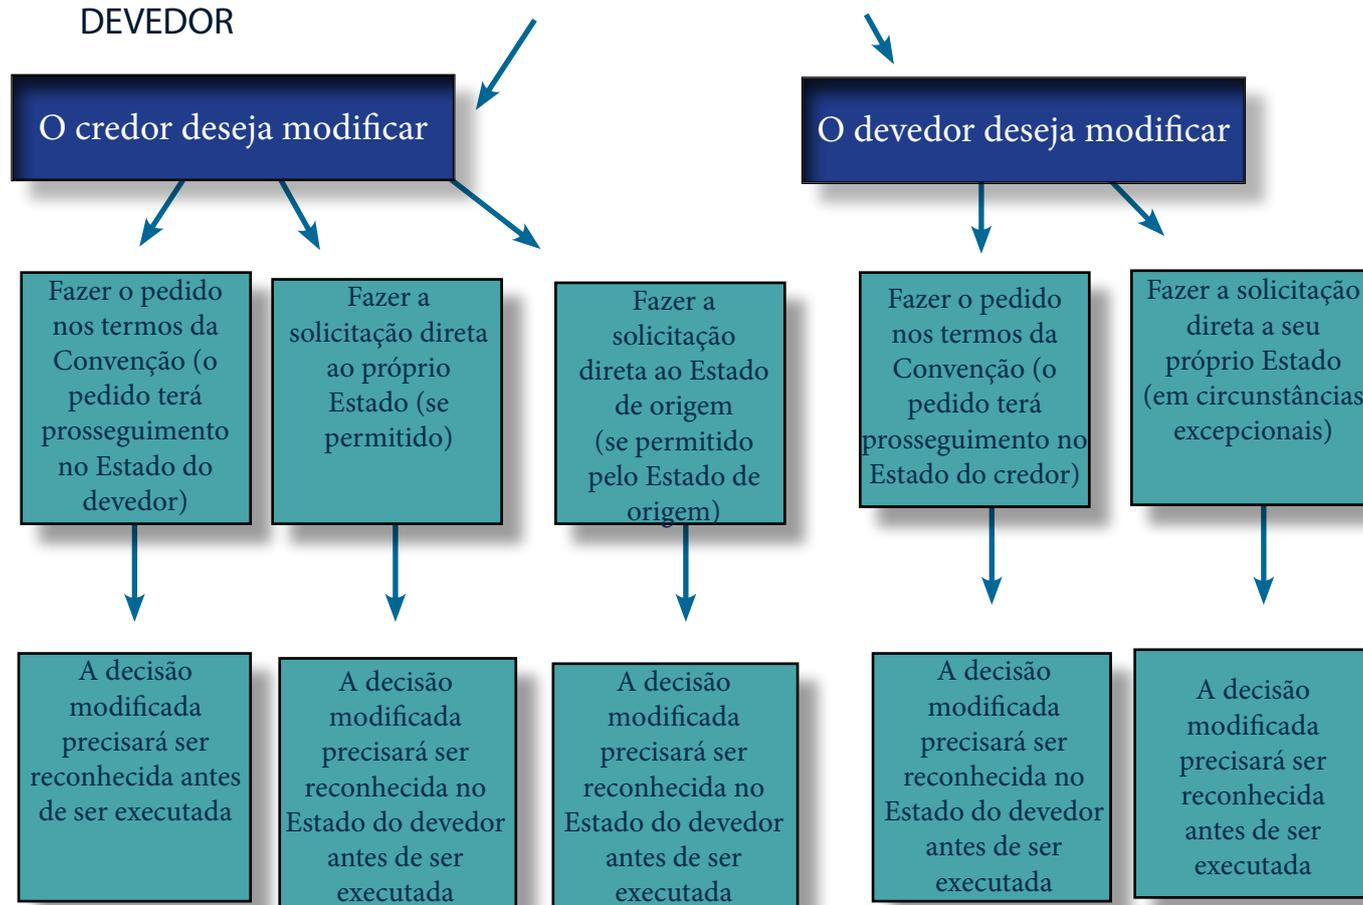 DEVEDOR
O credor deseja modificar
O devedor deseja modificar
Fazer o pedido
nos termos da
Convenção (o
pedido terá
prosseguimento
no Estado do
devedor)
Fazer a
solicitação direta
ao próprio
Estado (se
permitido)
Fazer a
solicitação
direta ao Estado
de origem
(se permitido
pelo Estado de
origem)
Fazer o pedido
nos termos da
Convenção (o
pedido terá
prosseguimento no
Estado do credor)
Fazer a solicitação
direta a seu
próprio Estado
(em circunstâncias
excepcionais)
A decisão
modificada
precisará ser
reconhecida antes
de ser executada
A decisão
modificada
precisará ser
reconhecida no
Estado do devedor
antes de ser
executada
A decisão
modificada
precisará ser
reconhecida no
Estado do devedor
antes de ser
executada
A decisão
modificada
precisará ser
reconhecida no
Estado do devedor
antes de ser
executada
A decisão
modificada
precisará ser
reconhecida
antes de ser
executada